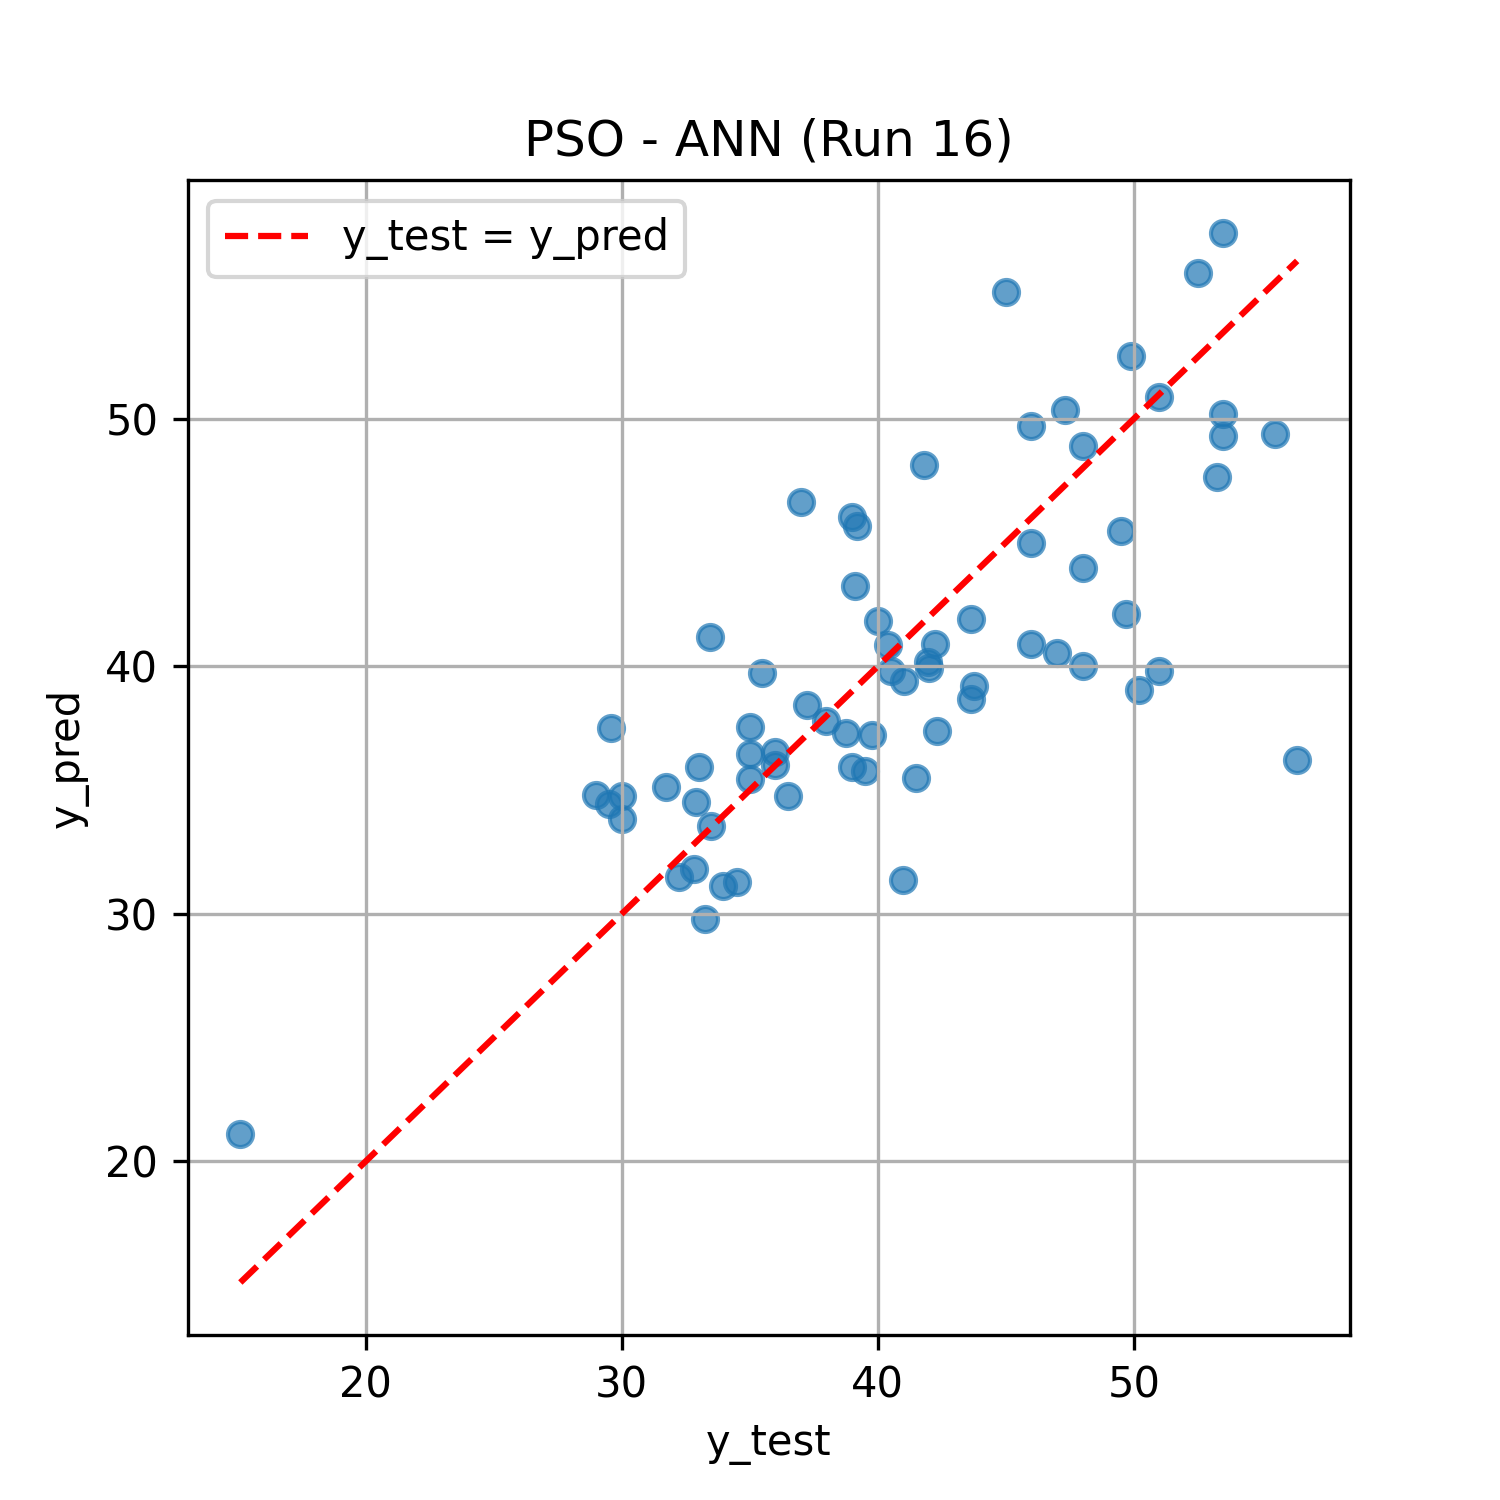 PSO - ANN (Run 16)
y_test = y_pred
50
40
30
20
y_pred
20 30 40 50
y_test